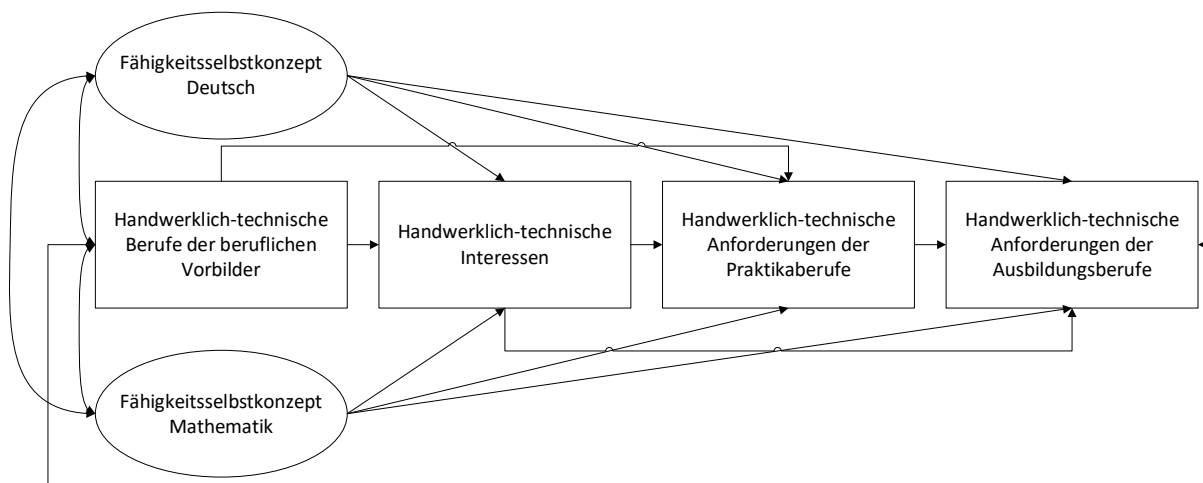 Fähigkeitsselbstkonzept
Deutsch
Handwerklich-technische
Berufe der beruflichen
Vorbilder
Handwerklich-technische
Interessen
Handwerklich-technische
Anforderungen der
Praktikaberufe
Handwerklich-technische
Anforderungen der
Ausbildungsberufe
Fähigkeitsselbstkonzept
Mathematik